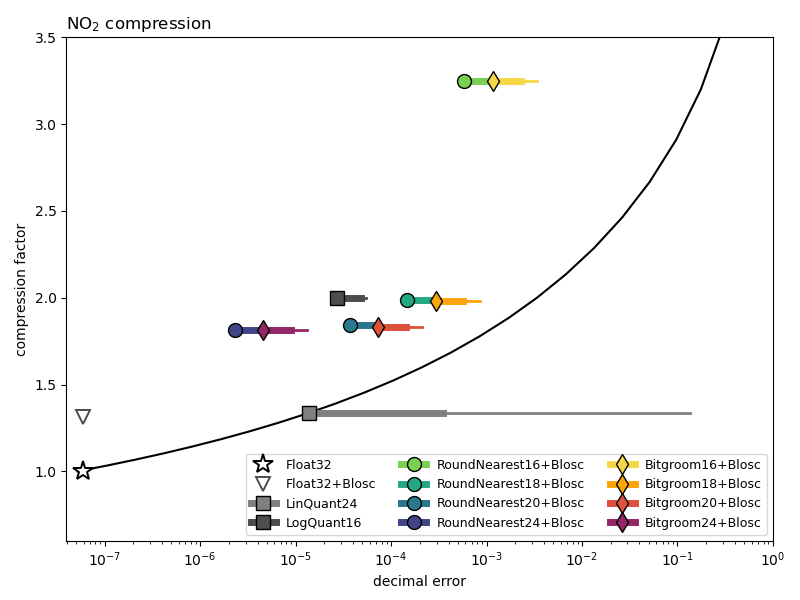 NO₂ compression
compression factor
3.5
3.0
2.5
2.0
1.5
1.0
Float32
Float32+Blosc
LinQuant24
LogQuant16
RoundNearest16+Blosc
RoundNearest18+Blosc
RoundNearest20+Blosc
RoundNearest24+Blosc
Bitgroom16+Blosc
Bitgroom18+Blosc
Bitgroom20+Blosc
Bitgroom24+Blosc
10⁻⁷ 10⁻⁶ 10⁻⁵ 10⁻⁴ 10⁻³ 10⁻² 10⁻¹ 10⁰
decimal error